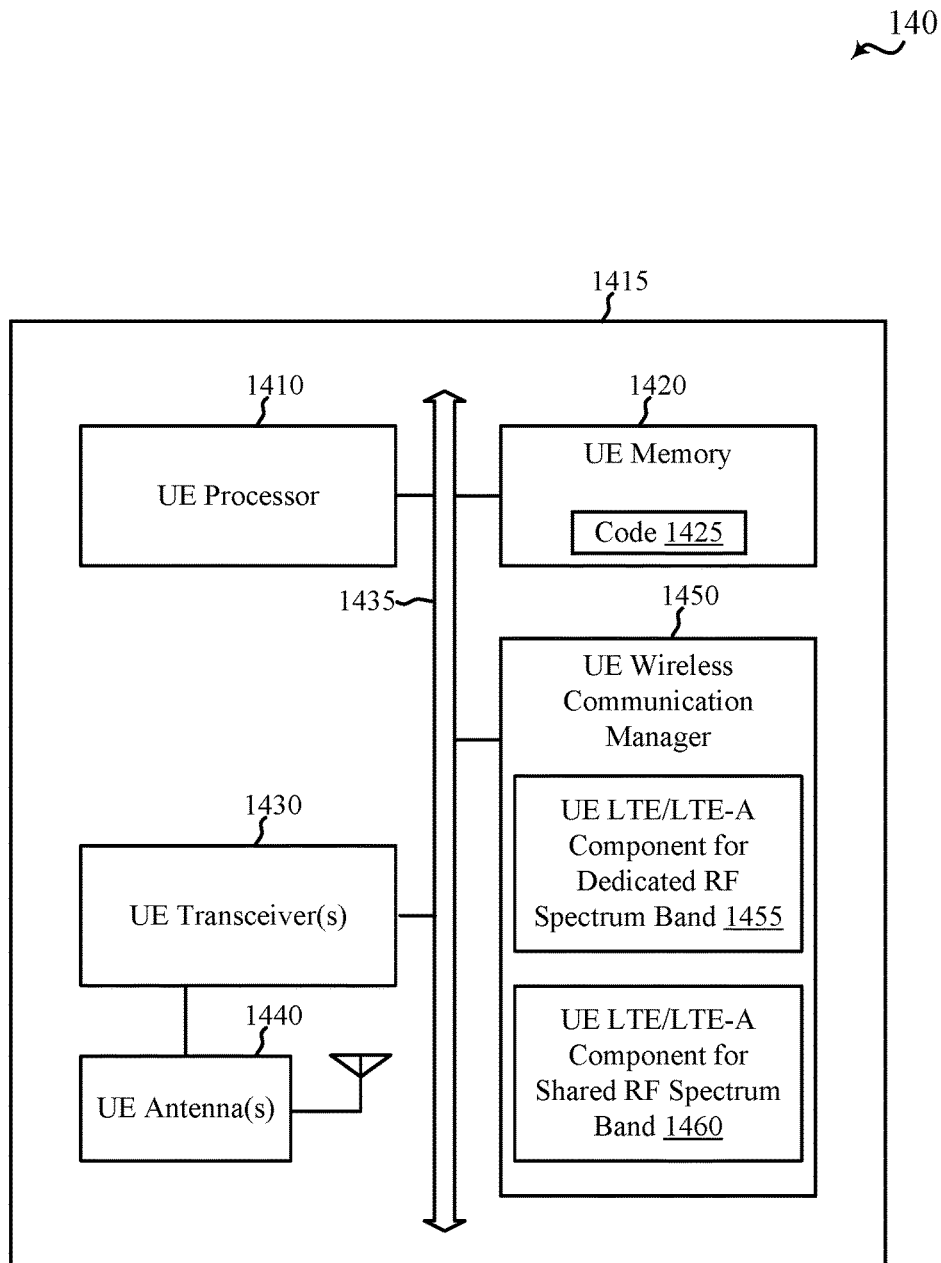 140
1415
1410
UE Processor
1420
UE Memory
Code 1425
1435
1450
UE Wireless
Communication
Manager
UE LTE/LTE-A
Component for
Dedicated RF
Spectrum Band 1455
1430
UE Transceiver(s)
1440
UE Antenna(s)
UE LTE/LTE-A
Component for
Shared RF Spectrum
Band 1460